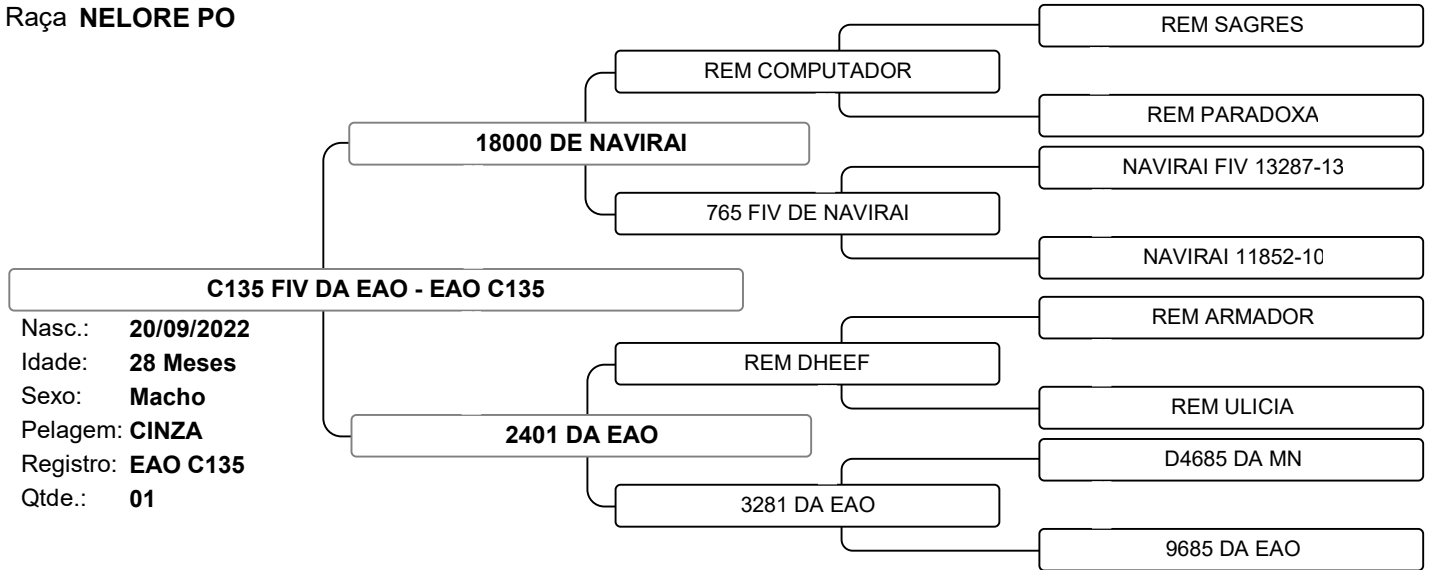 Raça NELORE PO
REM SAGRES
REM COMPUTADOR
REM PARADOXA
18000 DE NAVIRAI
NAVIRAI FIV 13287-13
765 FIV DE NAVIRAI
NAVIRAI 11852-10
C135 FIV DA EAO - EAO C135
Nasc.: 20/09/2022
Idade: 28 Meses
Sexo: Macho
Pelagem: CINZA
Registro: EAO C135
Qtde.: 01
REM ARMADOR
REM DHEEF
REM ULICIA
2401 DA EAO
D4685 DA MN
3281 DA EAO
9685 DA EAO